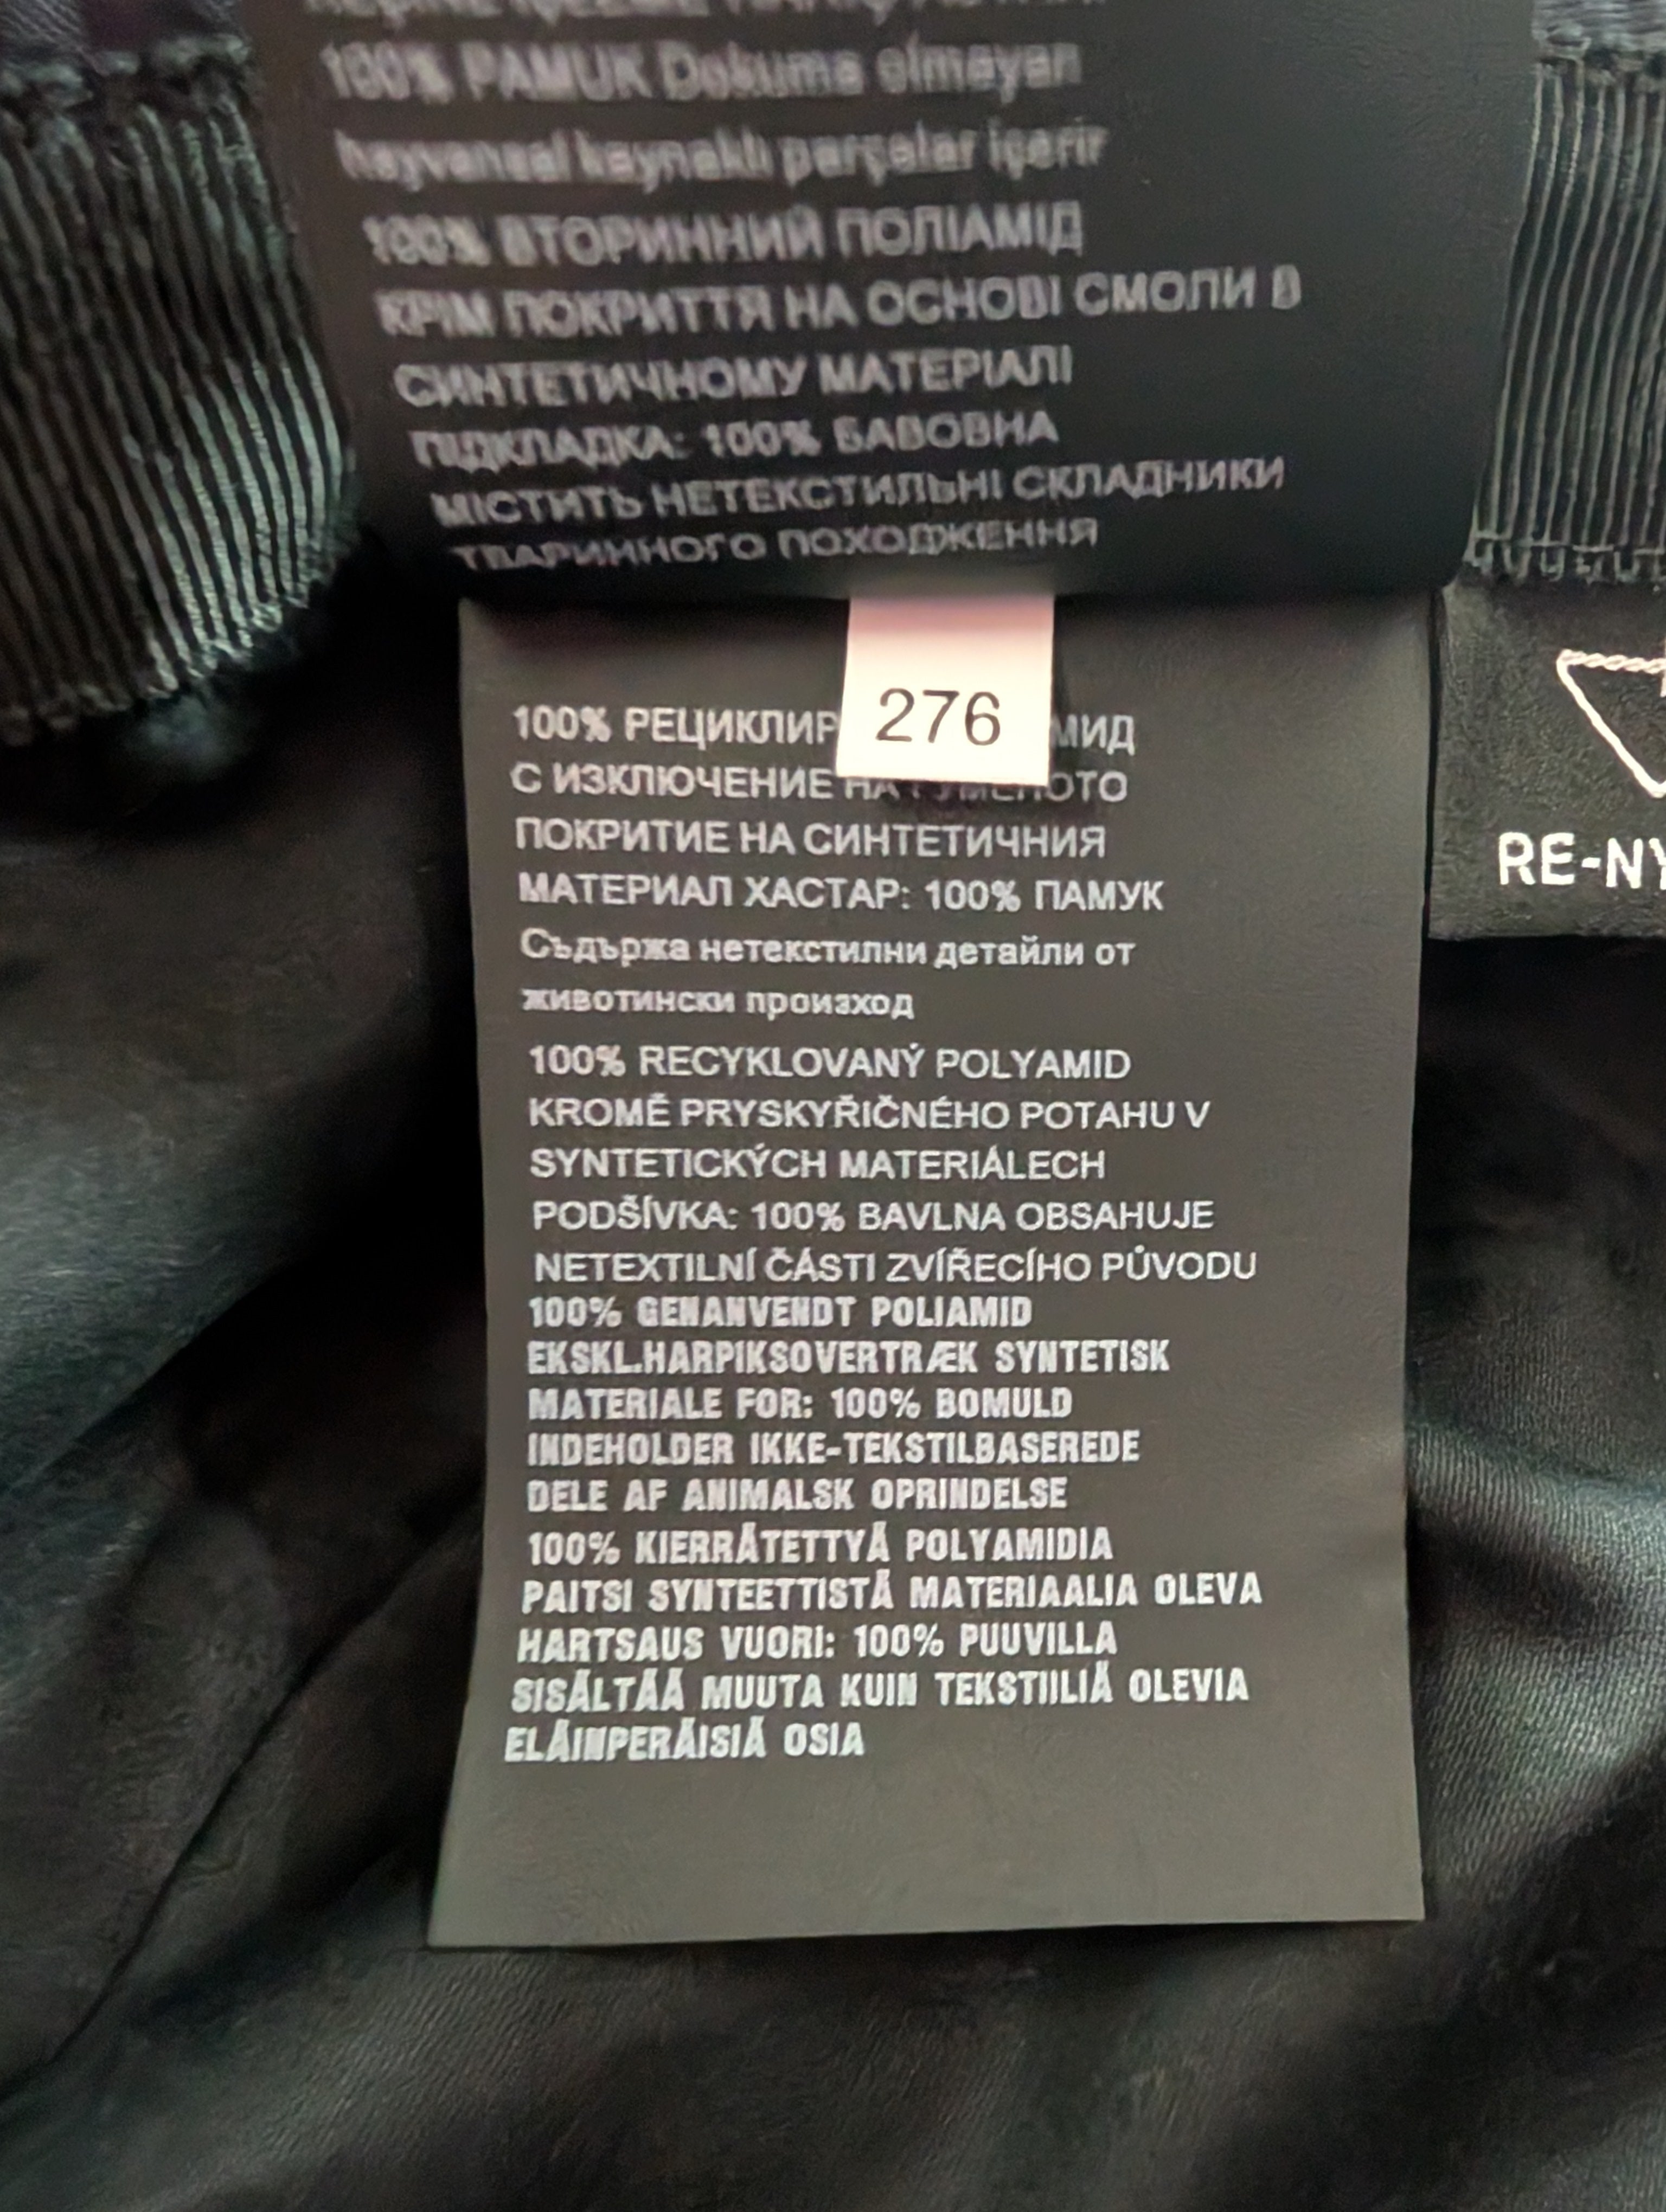 100% PAMUK Dokuma olmayan
hayvansal kaynaklı parçalar içerir
100% ВТОРИННИЙ ПОЛІАМІД
КРІМ ПОКРИТТЯ НА ОСНОВІ СМОЛИ В
СИНТЕТИЧНОМУ МАТЕРІАЛІ
ПІДКЛАДКА: 100% БАВОВНА
МІСТИТЬ НЕТЕКСТИЛЬНІ СКЛАДНИКИ
ТВАРИННОГО ПОХОДЖЕННЯ
276
100% РЕЦИКЛИР МИД
С ИЗКЛЮЧЕНИЕ НА
ПОКРИТИЕ НА СИНТЕТИЧНИЯ
МАТЕРИАЛ ХАСТАР: 100% ПАМУК
Съдържа нетекстилни детайли от
животински произход
100% RECYKLOVANÝ POLYAMID
KROMĚ PRYSKYŘIČNÉHO POTAHU V
SYNTETICKÝCH MATERIÁLECH
PODŠÍVKA: 100% BAVLNA OBSAHUJE
NETEXTILNÍ ČÁSTI ZVÍŘECÍHO PŮVODU
100% GENANVENDT POLIAMID
EKSKL.HARPIKSOVERTRÆK SYNTETISK
MATERIALE FOR: 100% BOMULD
INDEHOLDER IKKE-TEKSTILBASEREDE
DELE AF ANIMALSK OPRINDELSE
100% KIERRÄTETTYÄ POLYAMIDIA
PAITSI SYNTEETTISTÄ MATERIAALIA OLEVA
HARTSAUS VUORI: 100% PUUVILLA
SISÄLTÄÄ MUUTA KUIN TEKSTIILIÄ OLEVIA
ELÄINPERÄISIÄ OSIA
RE-NY